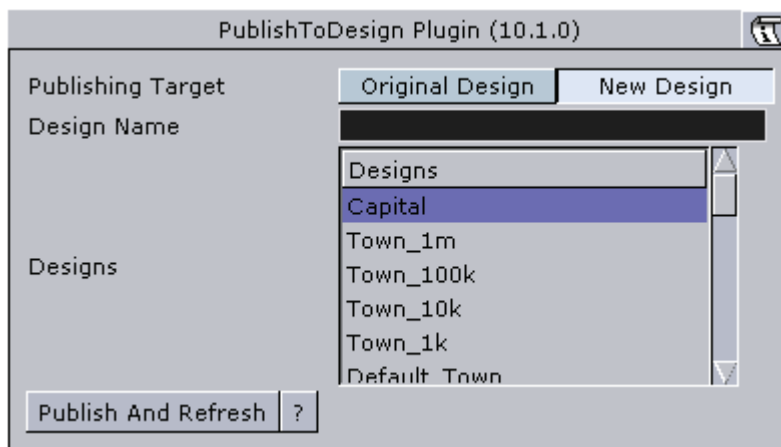 PublishToDesign Plugin (10.1.0)
Publishing Target Original Design New Design
Design Name
Designs
Capital
Town_1m
Town_100k
Designs
Town_10k
Town_1k
Default_Town
Publish And Refresh ?